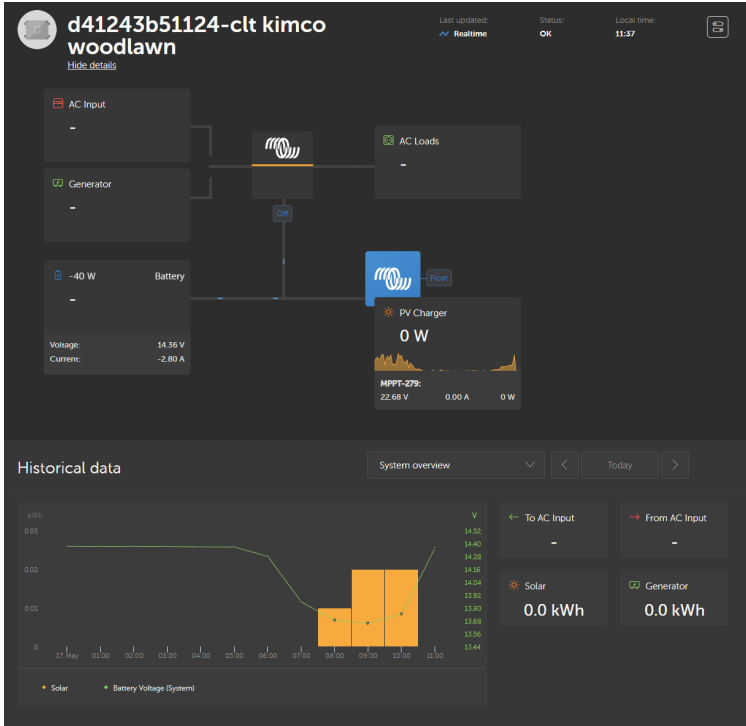 d41243b51124-clt kimco
woodlawn
Hide details
Last updated:
Realtime
Status:
OK
Local time:
11:37
AC Input
-
Generator
-
AC Loads
-
Off
-40 W Battery
-
Voltage: 14.36 V
Current: -2.80 A
Float
PV Charger
0 W
MPPT-279:
22.68 V 0.00 A 0 W
Historical data
System overview
Today
kWh
0.03
0.02
0.01
0
V
14.52
14.40
14.28
14.16
14.04
13.92
13.80
13.68
13.56
13.44
17. May 01:00 02:00 03:00 04:00 05:00 06:00 07:00 08:00 09:00 10:00 11:00
Solar Battery Voltage (System)
To AC Input
-
From AC Input
-
Solar
0.0 kWh
Generator
0.0 kWh